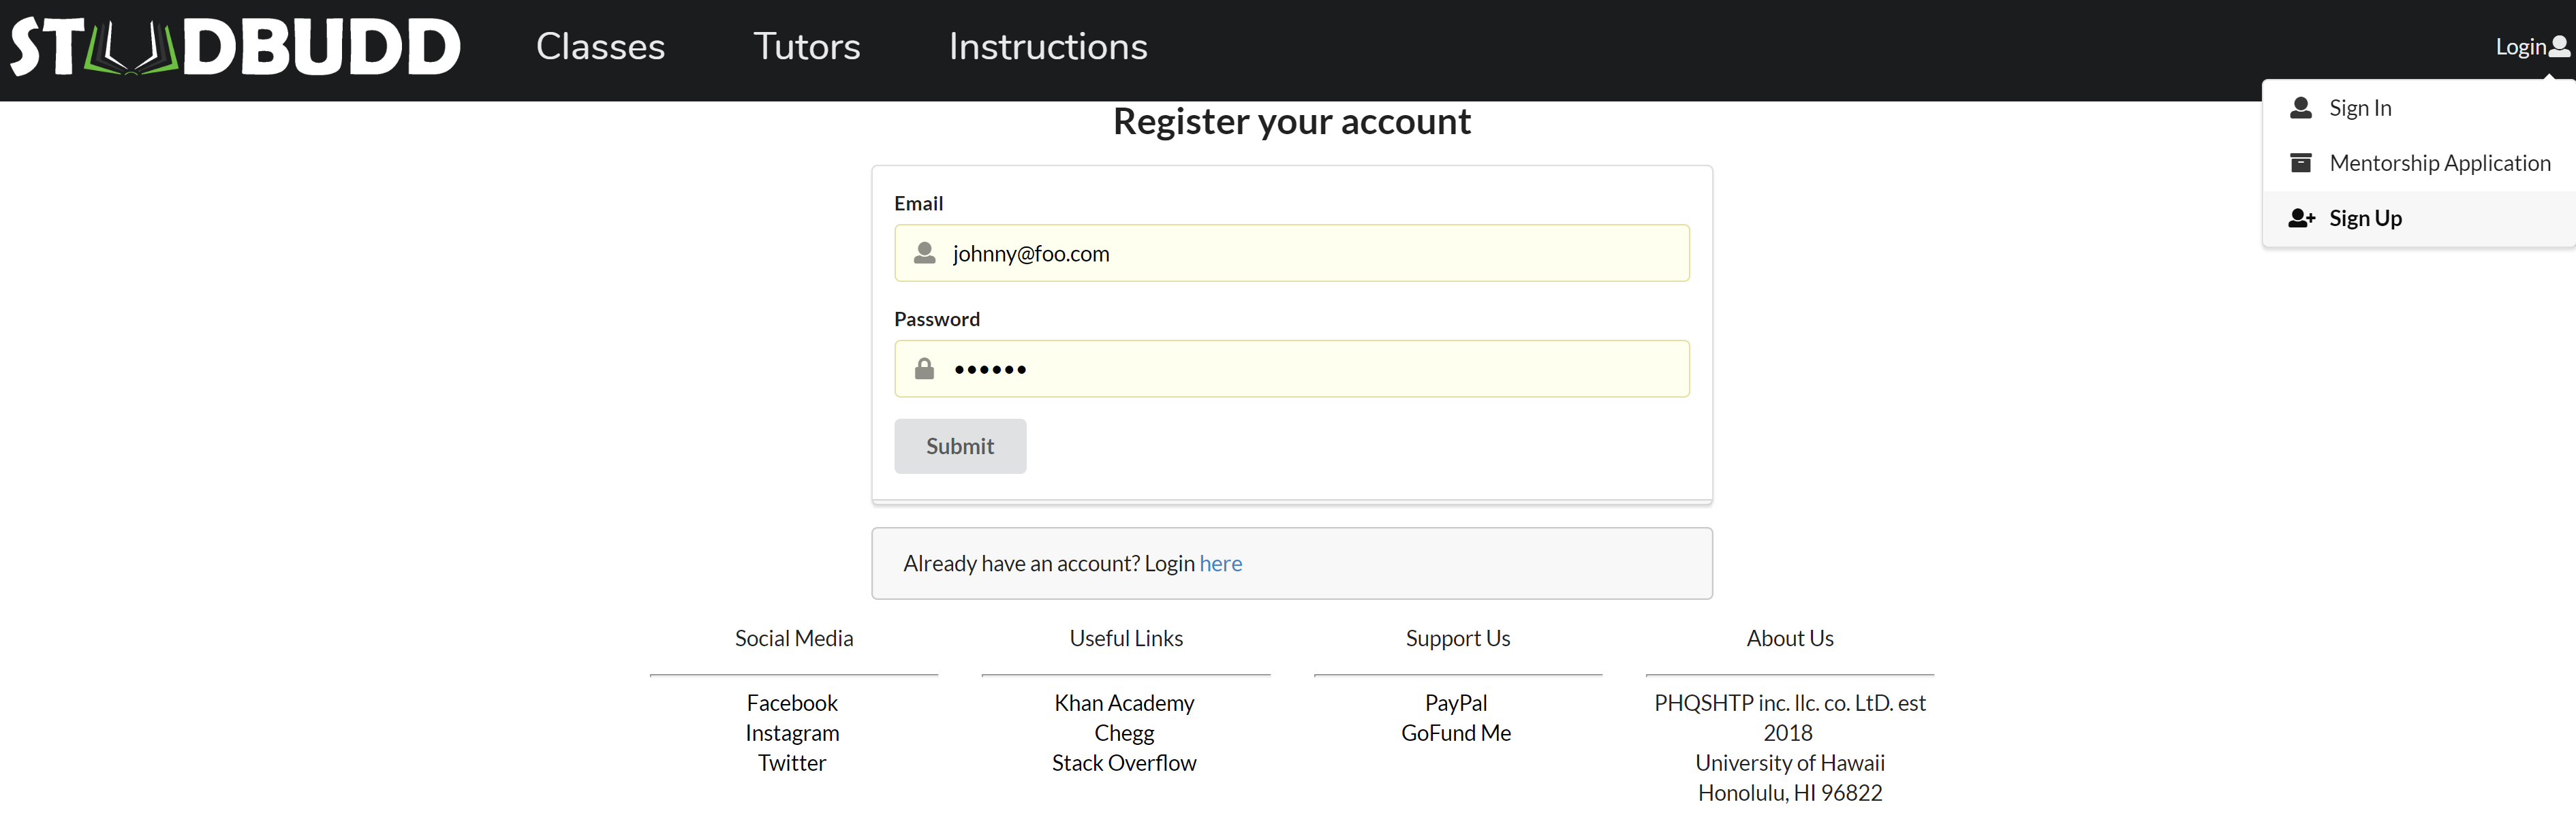 STUDBUDD Classes Tutors Instructions Login
Sign In
Mentorship Application
Sign Up
Register your account
Email
johnny@foo.com
Password
••••••
Submit
Already have an account? Login here
Social Media
Facebook
Instagram
Twitter
Useful Links
Khan Academy
Chegg
Stack Overflow
Support Us
PayPal
GoFund Me
About Us
PHQSHTP inc. llc. co. LtD. est
2018
University of Hawaii
Honolulu, HI 96822